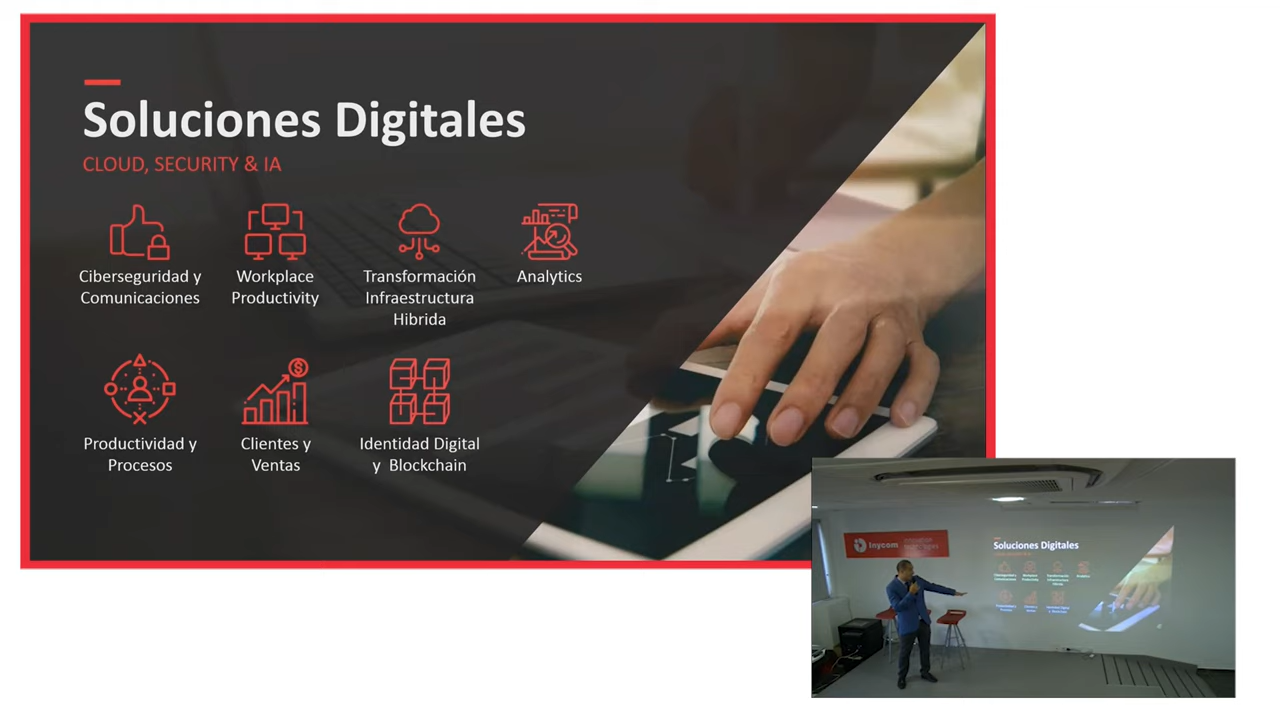 Soluciones Digitales
CLOUD, SECURITY & IA
Ciberseguridad y
Comunicaciones
Workplace
Productivity
Transformación
Infraestructura
Hibrida
Analytics
Productividad y
Procesos
Clientes y
Ventas
Identidad Digital
y Blockchain
Inycom
Soluciones Digitales